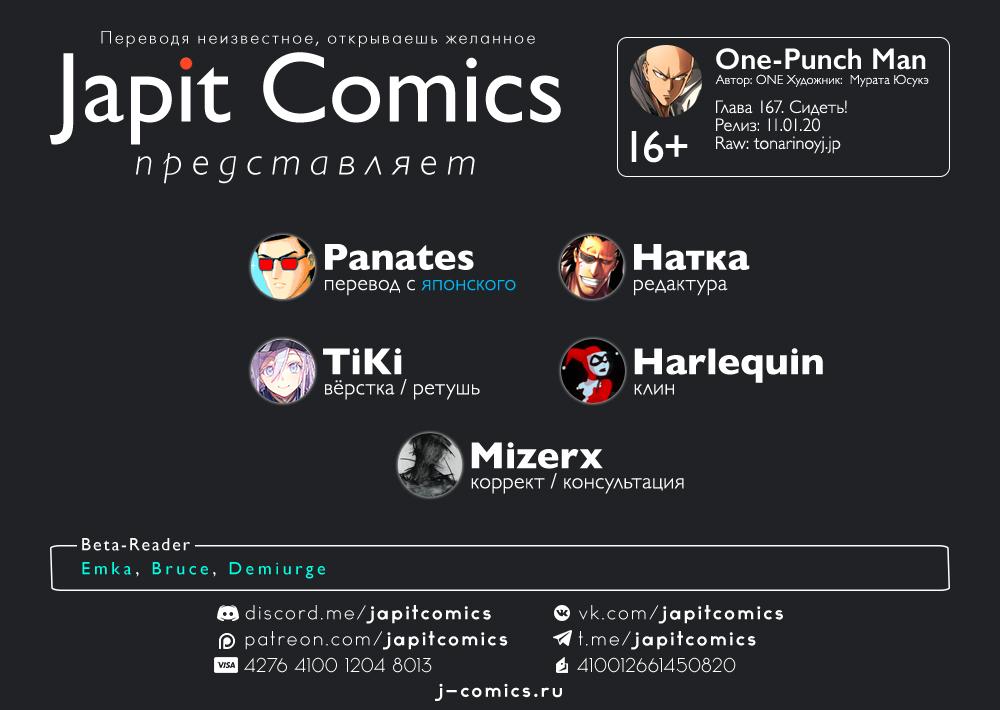 Переводя неизвестное, открываешь желанное
Japit Comics
представляет
One-Punch Man
Автор: ONE Художник: Мурата Юсукэ
Глава 167. Сидеть!
Релиз: 11.01.20
Raw: tonarinoyj.jp
16+
Panates
перевод с японского
Натка
редактура
TiKi
вёрстка / ретушь
Harlequin
клин
Mizerx
коррект / консультация
Beta-Reader
Emka, Bruce, Demiurge
discord.me/japitcomics
vk.com/japitcomics
patreon.com/japitcomics
t.me/japitcomics
VISA 4276 4100 1204 8013
410012661450820
j-comics.ru